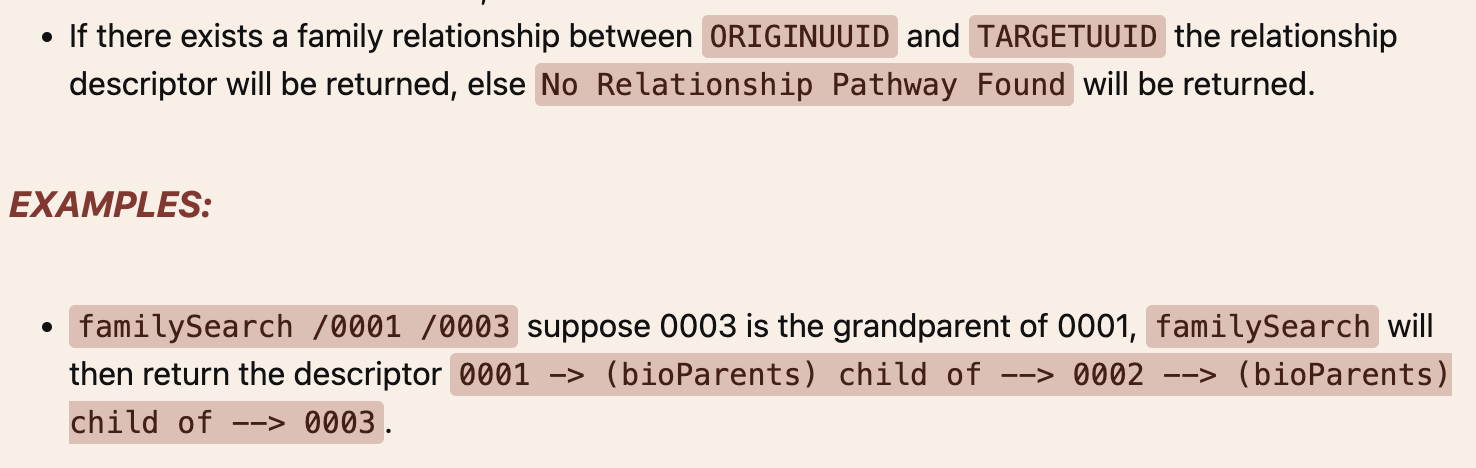 • If there exists a family relationship between ORIGINUUID and TARGETUUID the relationship
descriptor will be returned, else No Relationship Pathway Found will be returned.
EXAMPLES:
• familySearch /0001 /0003 suppose 0003 is the grandparent of 0001, familySearch will
then return the descriptor 0001 -> (bioParents) child of --> 0002 --> (bioParents)
child of --> 0003.